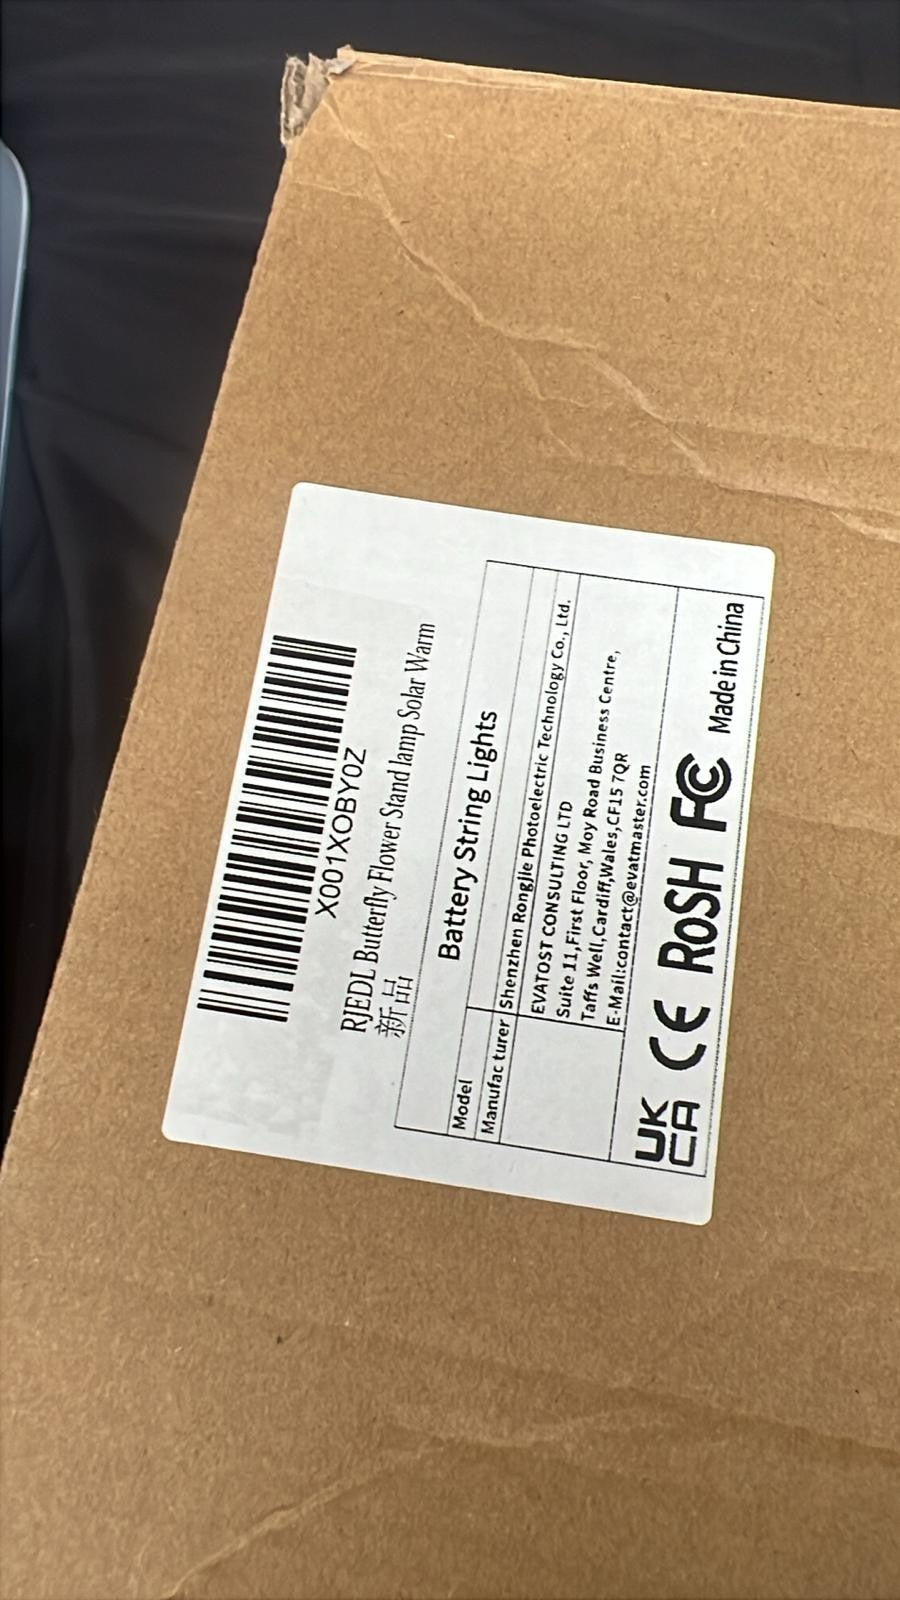 X001XOBY0Z
RJEDL Butterfly Flower Stand lamp Solar Warm
新品
Battery String Lights
Model
Manufac turer Shenzhen Rongjie Photoelectric Technology Co., Ltd.
EVATOST CONSULTING LTD
Suite 11,First Floor, Moy Road Business Centre,
Taffs Well,Cardiff,Wales,CF15 7QR
E-Mail:contact@evatmaster.com
UK CA CE RoSH FC Made in China